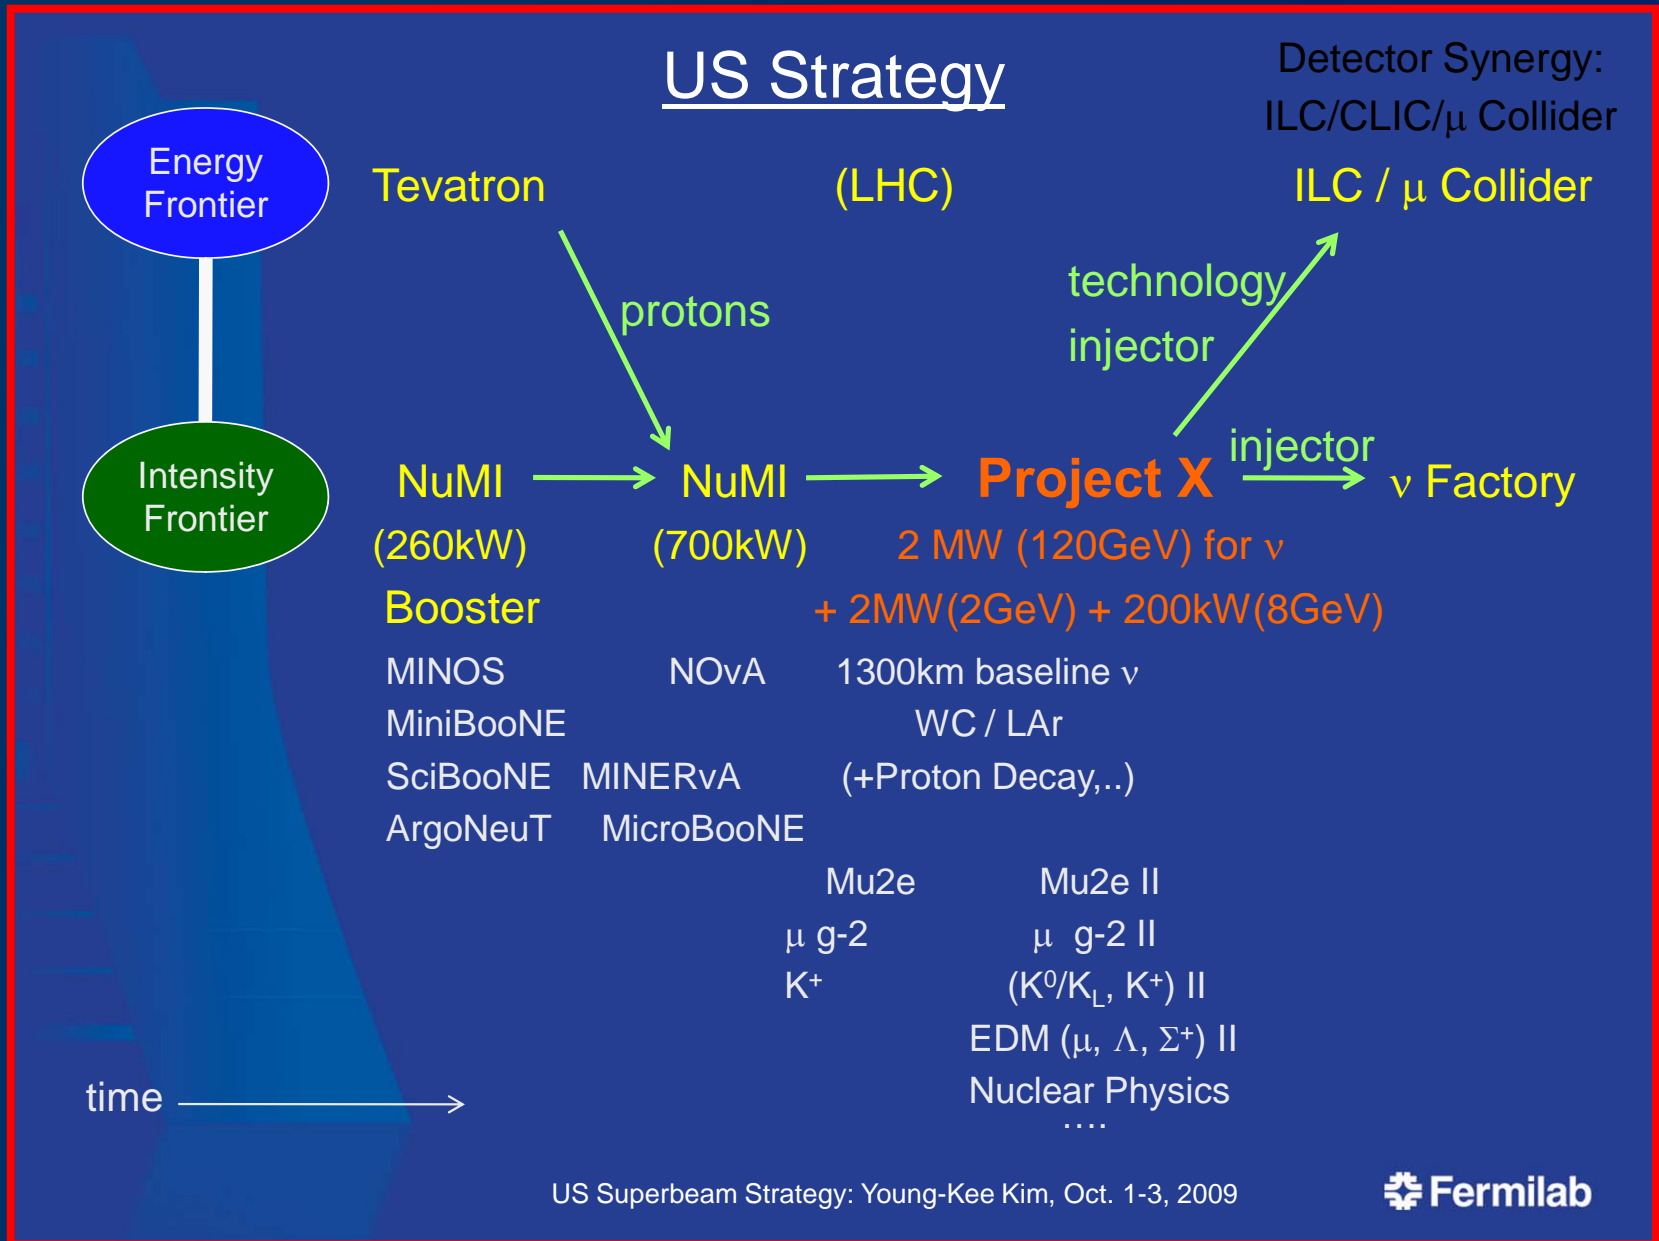 US Strategy
Detector Synergy:
ILC/CLIC/μ Collider
Energy
Frontier
Tevatron (LHC) ILC / μ Collider
protons
technology
injector
Intensity
Frontier
injector
NuMI NuMI Project X ν Factory
(260kW) (700kW) 2 MW (120GeV) for ν
Booster + 2MW(2GeV) + 200kW(8GeV)
MINOS NOvA 1300km baseline ν
MiniBooNE WC / LAr
SciBooNE MINERvA (+Proton Decay,..)
ArgoNeuT MicroBooNE
Mu2e Mu2e II
μ g-2 μ g-2 II
K⁺ (K⁰/K_L, K⁺) II
EDM (μ, Λ, Σ⁺) II
Nuclear Physics
....
time
US Superbeam Strategy: Young-Kee Kim, Oct. 1-3, 2009
Fermilab